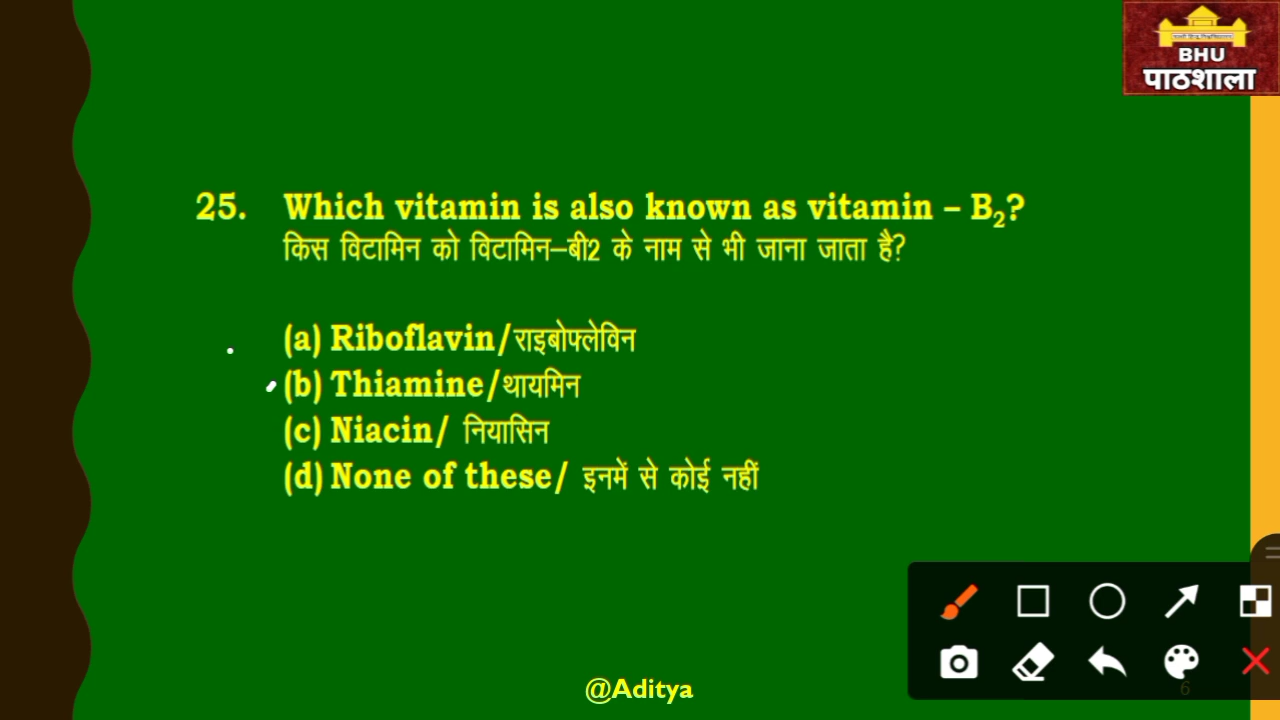 BHU
पाठशाला
25. Which vitamin is also known as vitamin – B₂?
किस विटामिन को विटामिन–बी2 के नाम से भी जाना जाता है?
(a) Riboflavin/राइबोफ्लेविन
(b) Thiamine/थायमिन
(c) Niacin/ नियासिन
(d) None of these/ इनमें से कोई नहीं
@Aditya
6